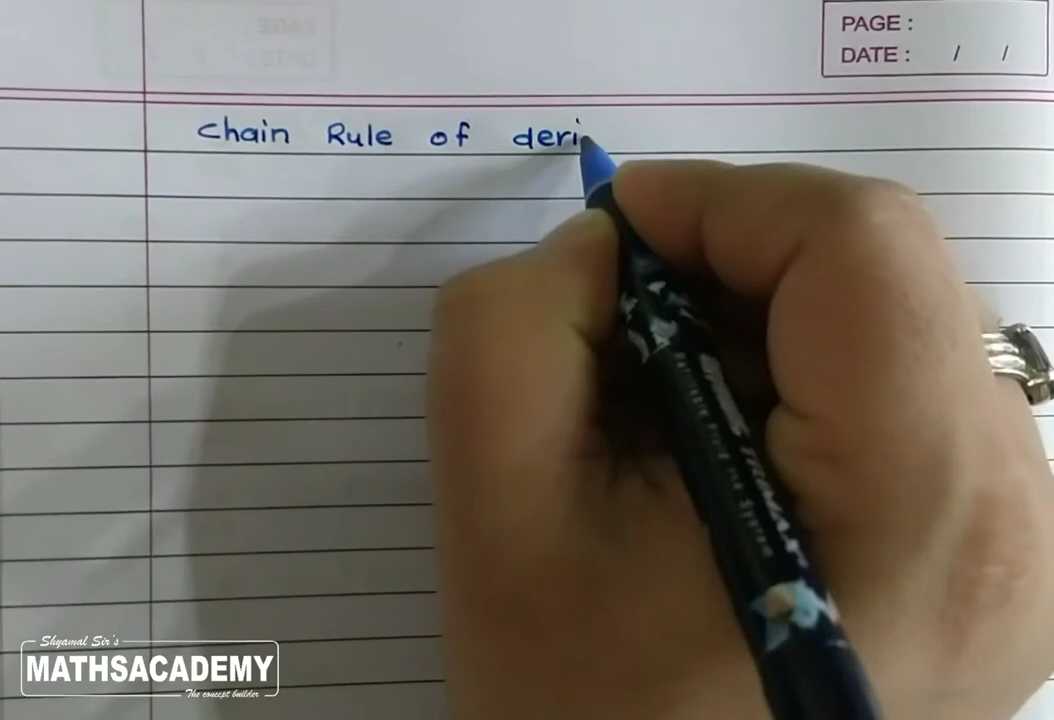 PAGE :
DATE : / /
Chain Rule of deri
Shyamal Sir's
MATHSACADEMY
The concept builder